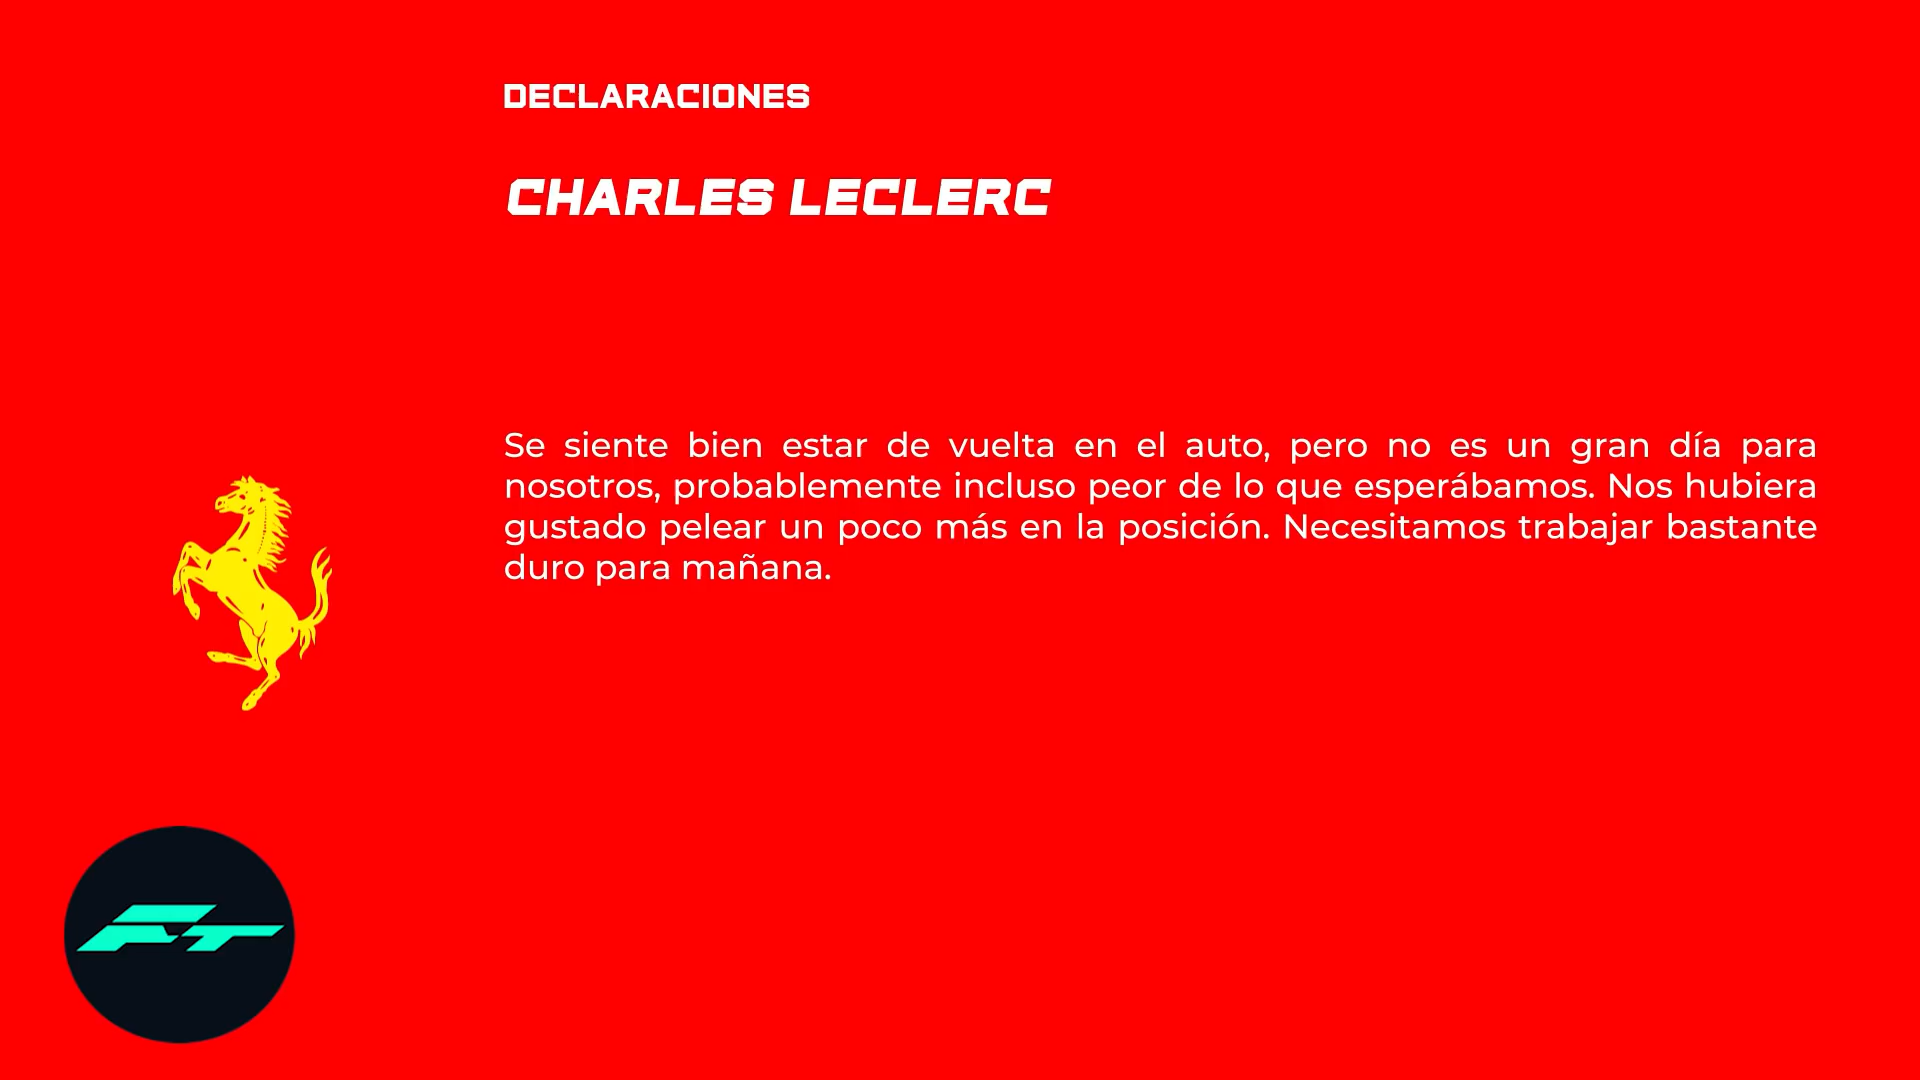 DECLARACIONES
CHARLES LECLERC
Se siente bien estar de vuelta en el auto, pero no es un gran día para
nosotros, probablemente incluso peor de lo que esperábamos. Nos hubiera
gustado pelear un poco más en la posición. Necesitamos trabajar bastante
duro para mañana.
FT